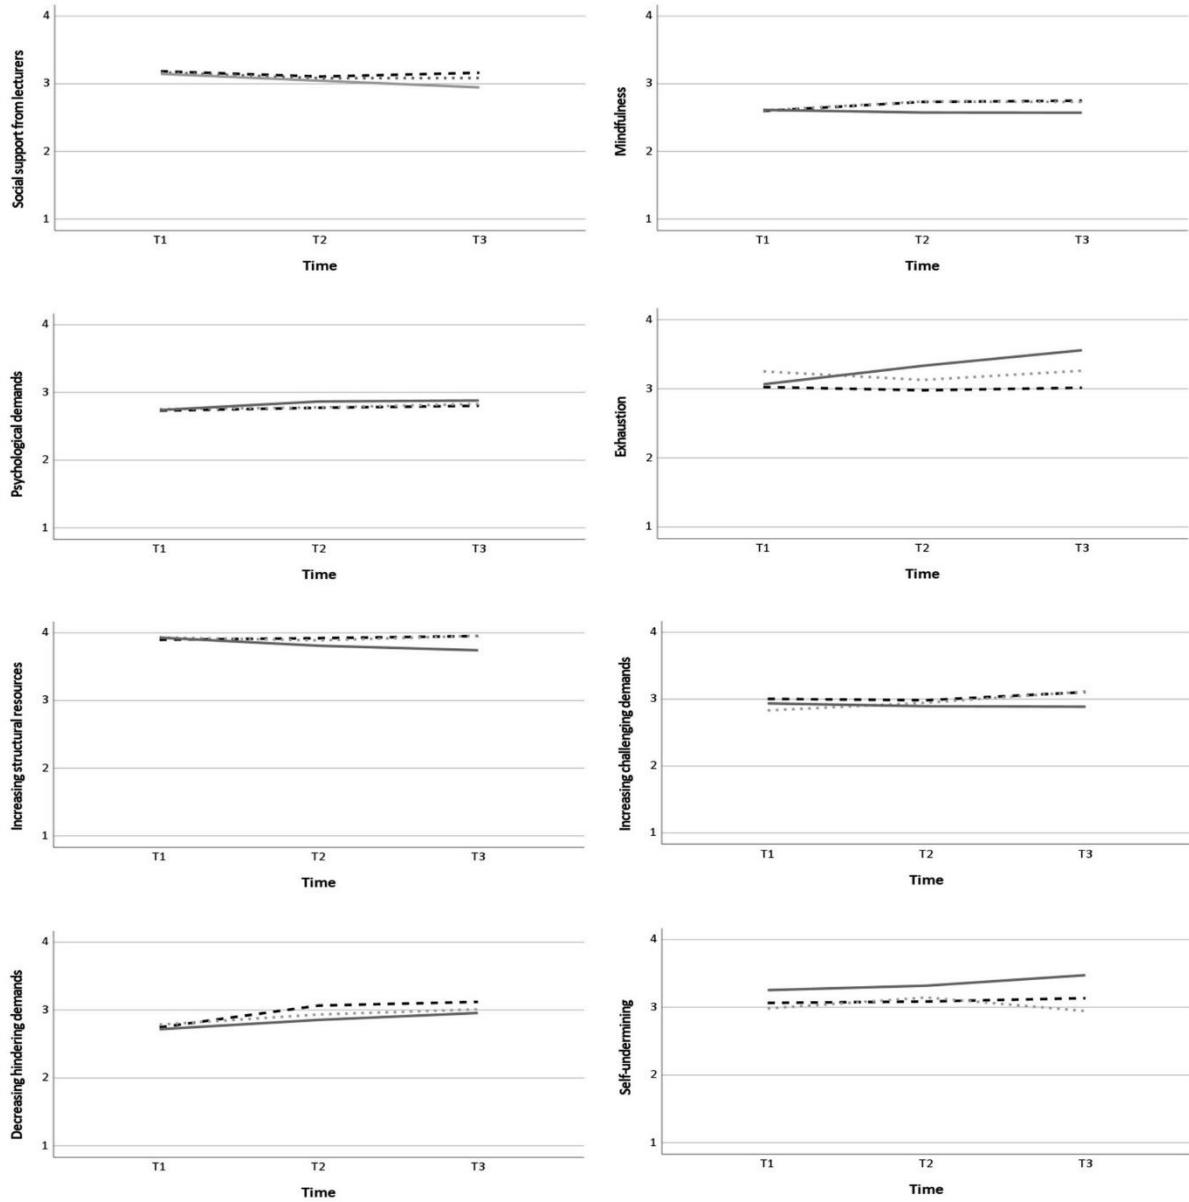 Social support from lecturers
4
3
2
1
T1 T2 T3
Time
Mindfulness
4
3
2
1
T1 T2 T3
Time
Psychological demands
4
3
2
1
T1 T2 T3
Time
Exhaustion
4
3
2
1
T1 T2 T3
Time
Increasing structural resources
4
3
2
1
T1 T2 T3
Time
Increasing challenging demands
4
3
2
1
T1 T2 T3
Time
Decreasing hindering demands
4
3
2
1
T1 T2 T3
Time
Self-undermining
4
3
2
1
T1 T2 T3
Time